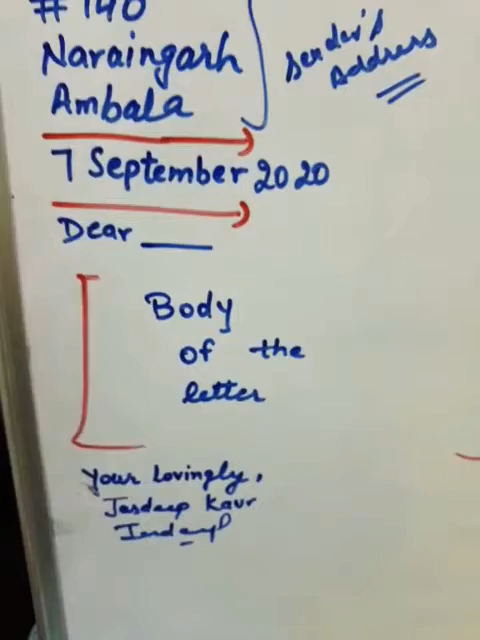 #140
Naraingarh
Ambala
Sender's
Address
7 September 2020
Dear
Body
of the
letter
Your Lovingly,
Jasdeep Kaur